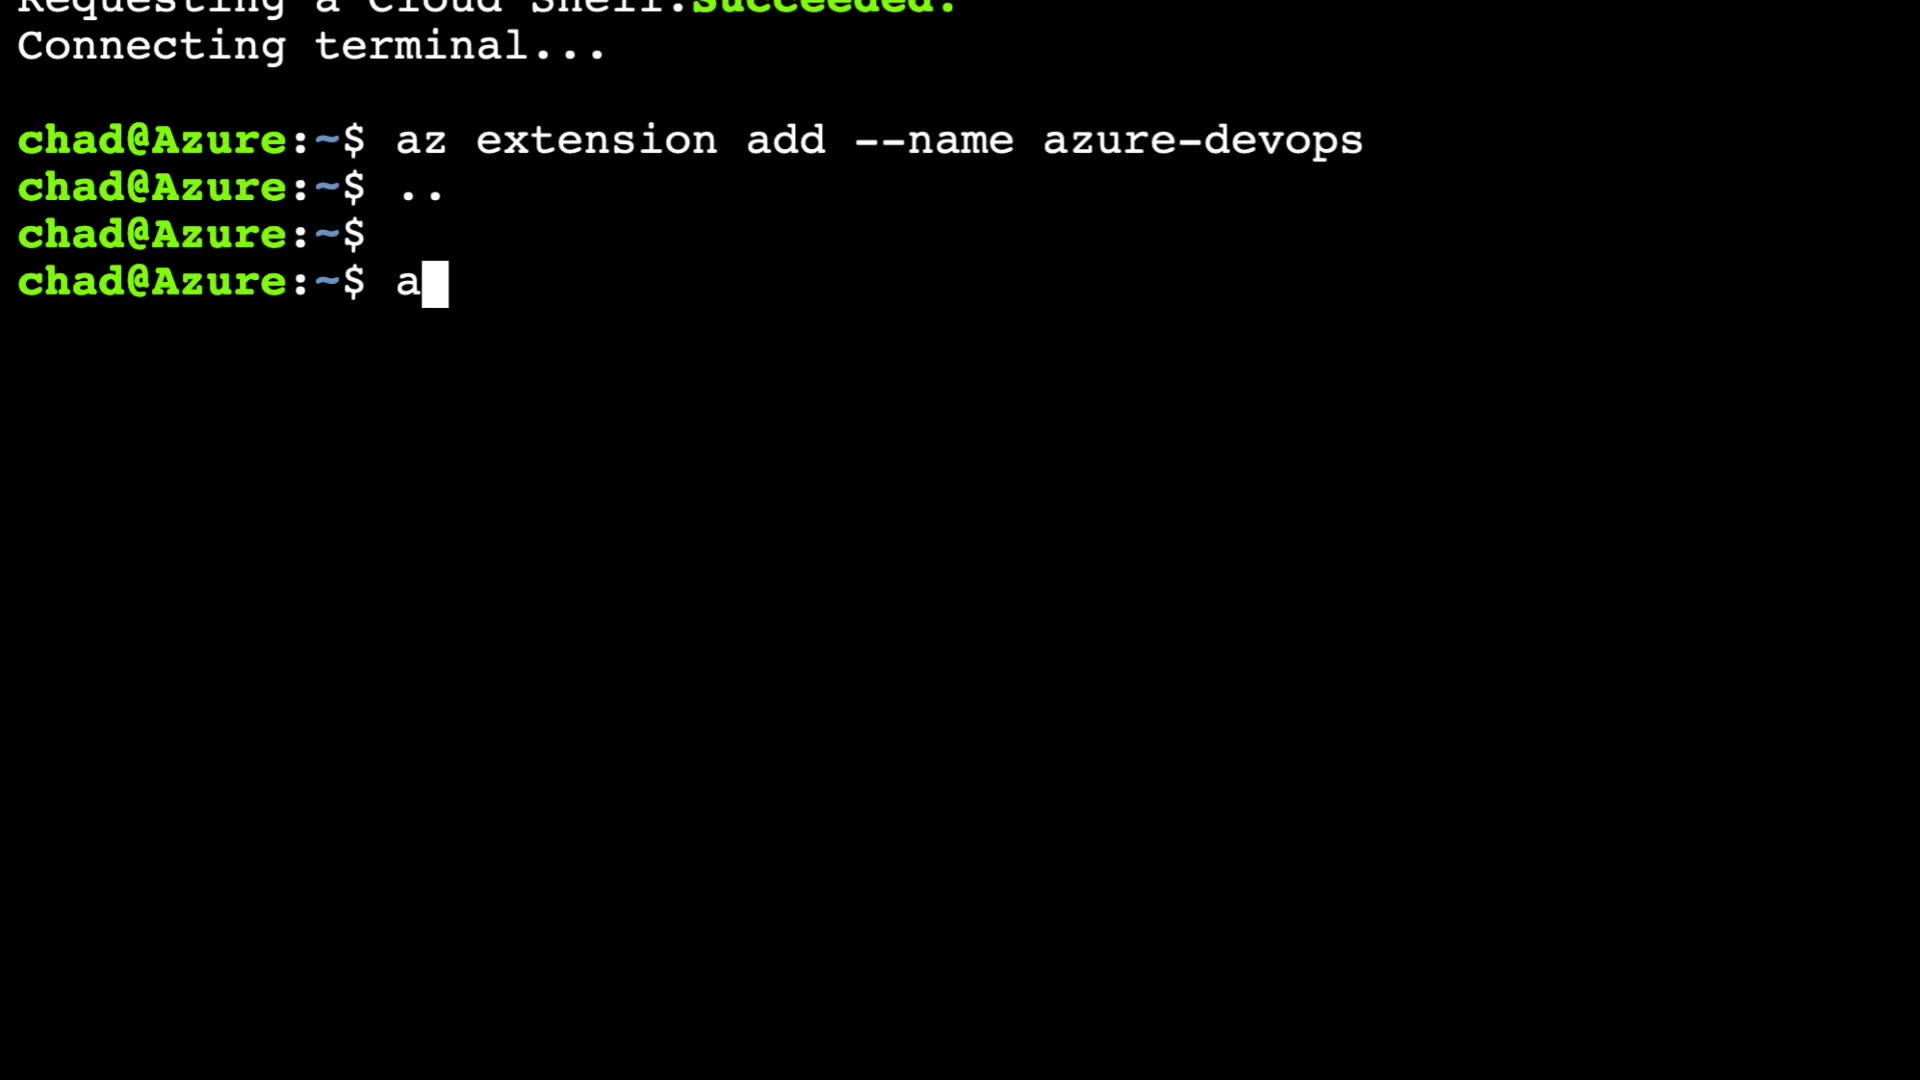 Requesting a Cloud Shell.Succeeded.
Connecting terminal...
chad@Azure:~$ az extension add --name azure-devops
chad@Azure:~$ ..
chad@Azure:~$
chad@Azure:~$ a